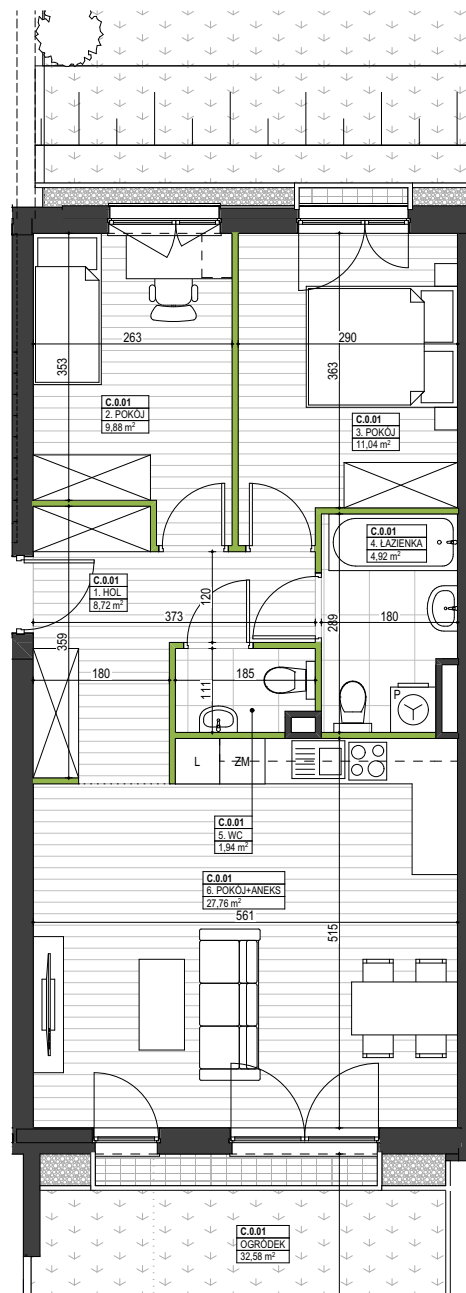 263
290
353
363
C.0.01
2. POKÓJ
9,88 m²
C.0.01
3. POKÓJ
11,04 m²
C.0.01
4. ŁAZIENKA
4,92 m²
C.0.01
1. HOL
8,72 m²
120
373
289
180
359
180
185
111
P
L
ZM
C.0.01
5. WC
1,94 m²
C.0.01
6. POKÓJ+ANEKS
27,76 m²
561
515
C.0.01
OGRÓDEK
32,58 m²